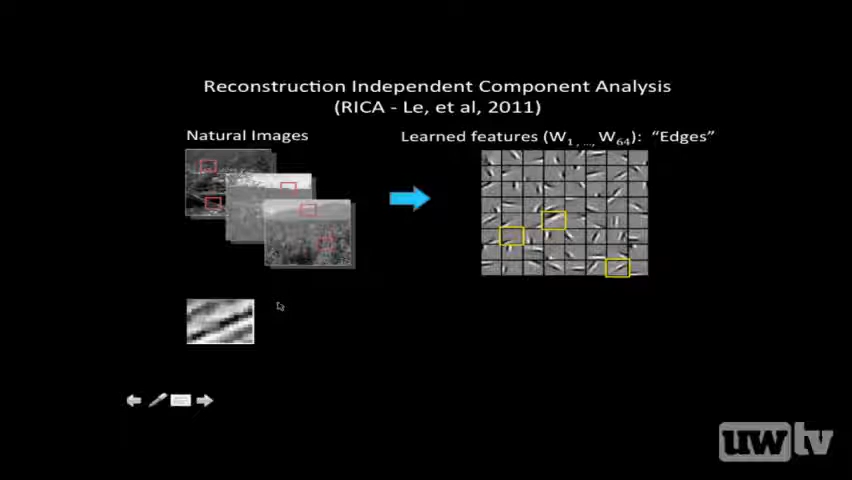 Reconstruction Independent Component Analysis
(RICA - Le, et al, 2011)
Natural Images
Learned features (W1, ..., W64): “Edges”
uwtv